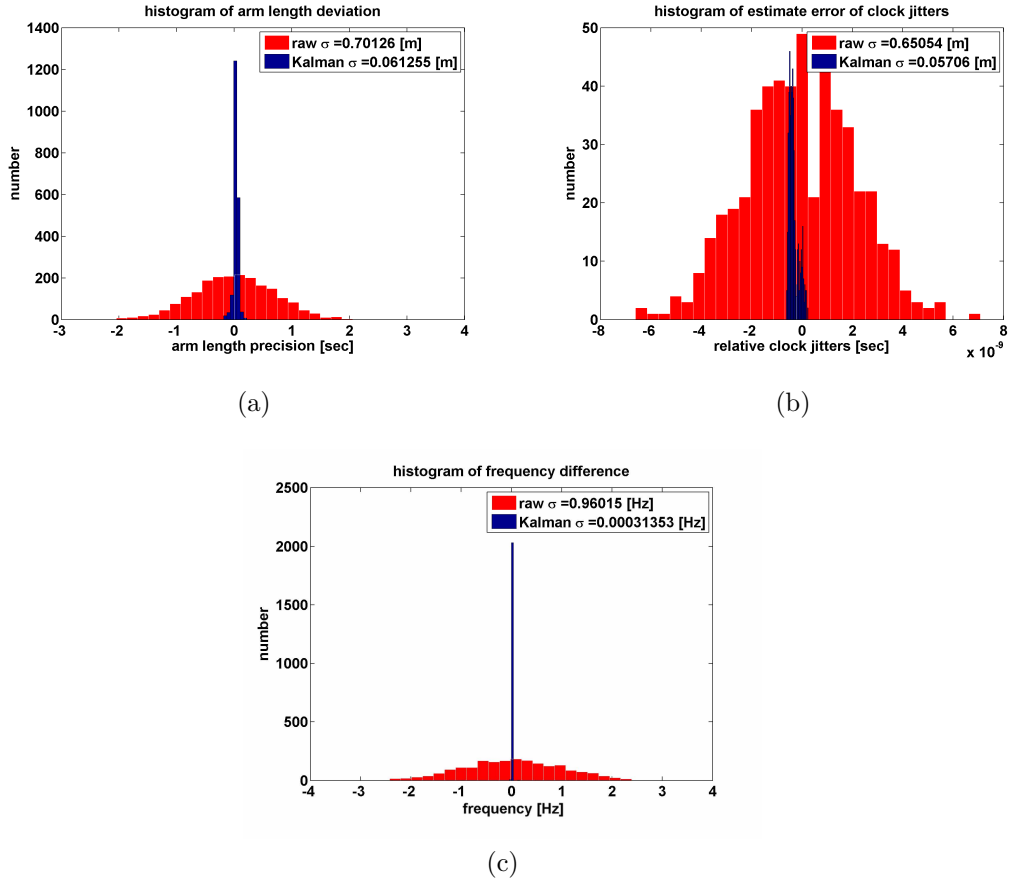 histogram of arm length deviation
1400
1200
1000
800
600
400
200
0
number
raw σ =0.70126 [m]
Kalman σ =0.061255 [m]
-3 -2 -1 0 1 2 3 4
arm length precision [sec]
(a)
histogram of estimate error of clock jitters
50
40
30
20
10
0
number
raw σ =0.65054 [m]
Kalman σ =0.05706 [m]
-8 -6 -4 -2 0 2 4 6 8
relative clock jitters [sec]
x 10⁻⁹
(b)
histogram of frequency difference
2500
2000
1500
1000
500
0
number
raw σ =0.96015 [Hz]
Kalman σ =0.00031353 [Hz]
-4 -3 -2 -1 0 1 2 3 4
frequency [Hz]
(c)